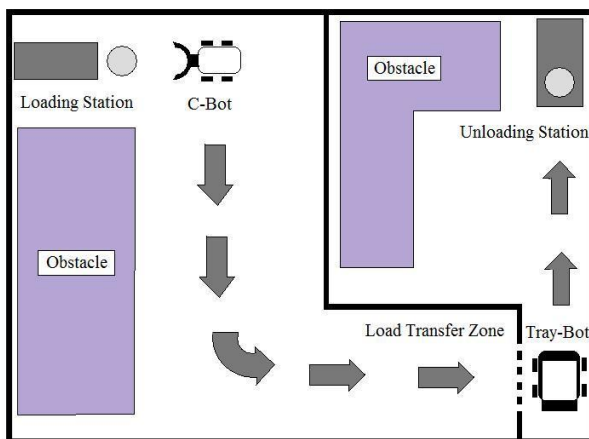 Loading Station
C-Bot
Obstacle
Unloading Station
Obstacle
Load Transfer Zone
Tray-Bot